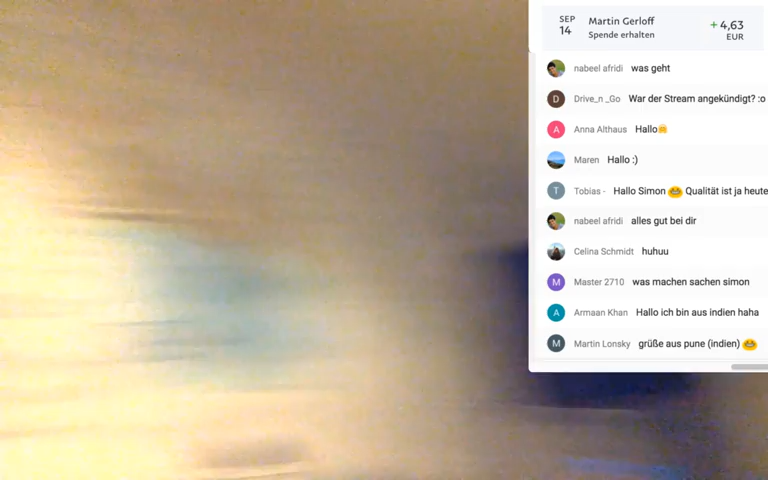 SEP
14
Martin Gerloff
Spende erhalten
+4,63
EUR
nabeel afridi was geht
D Drive_n _Go War der Stream angekündigt? :o
A Anna Althaus Hallo🤗
Maren Hallo :)
T Tobias - Hallo Simon 😂 Qualität ist ja heute
nabeel afridi alles gut bei dir
Celina Schmidt huhuu
M Master 2710 was machen sachen simon
A Armaan Khan Hallo ich bin aus indien haha
M Martin Lonsky grüße aus pune (indien) 😂